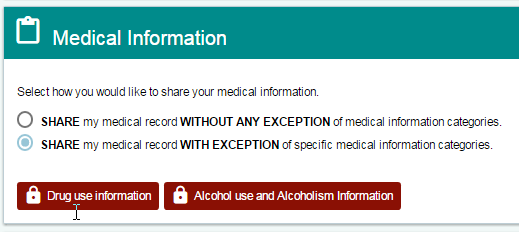 Medical Information
Select how you would like to share your medical information.
SHARE my medical record WITHOUT ANY EXCEPTION of medical information categories.
SHARE my medical record WITH EXCEPTION of specific medical information categories.
Drug use information Alcohol use and Alcoholism Information